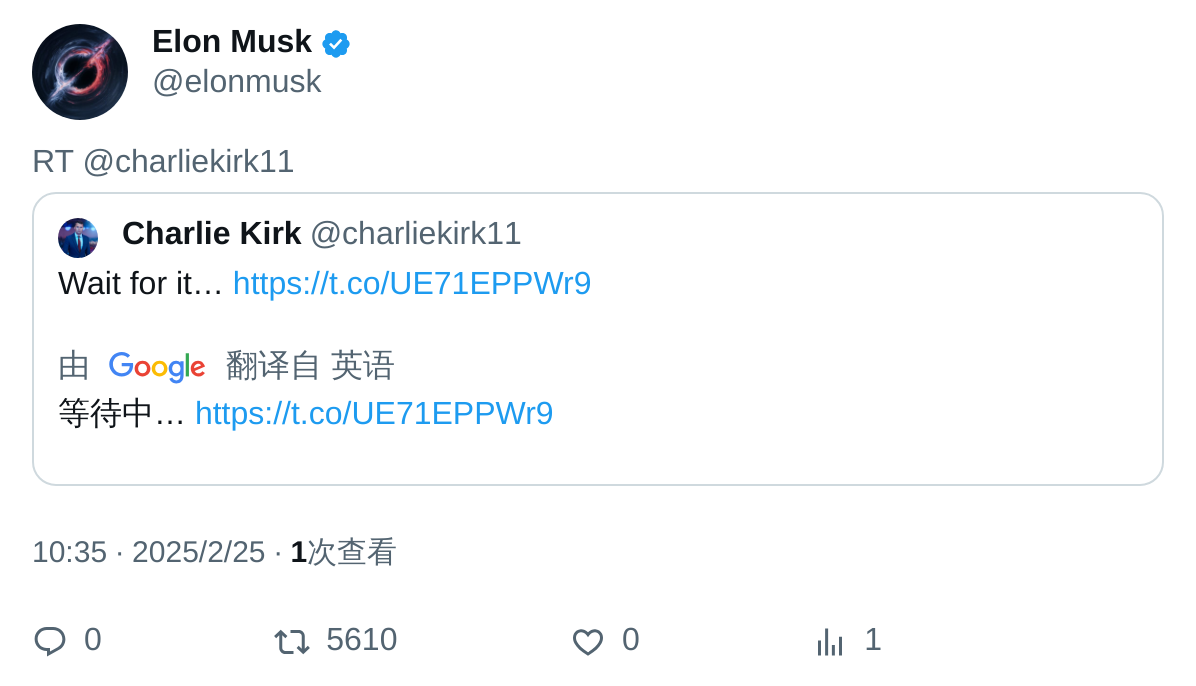 Elon Musk
@elonmusk
RT @charliekirk11
Charlie Kirk @charliekirk11
Wait for it… https://t.co/UE71EPPWr9
由 Google 翻译自 英语
等待中… https://t.co/UE71EPPWr9
10:35 · 2025/2/25 · 1次查看
0 5610 0 1